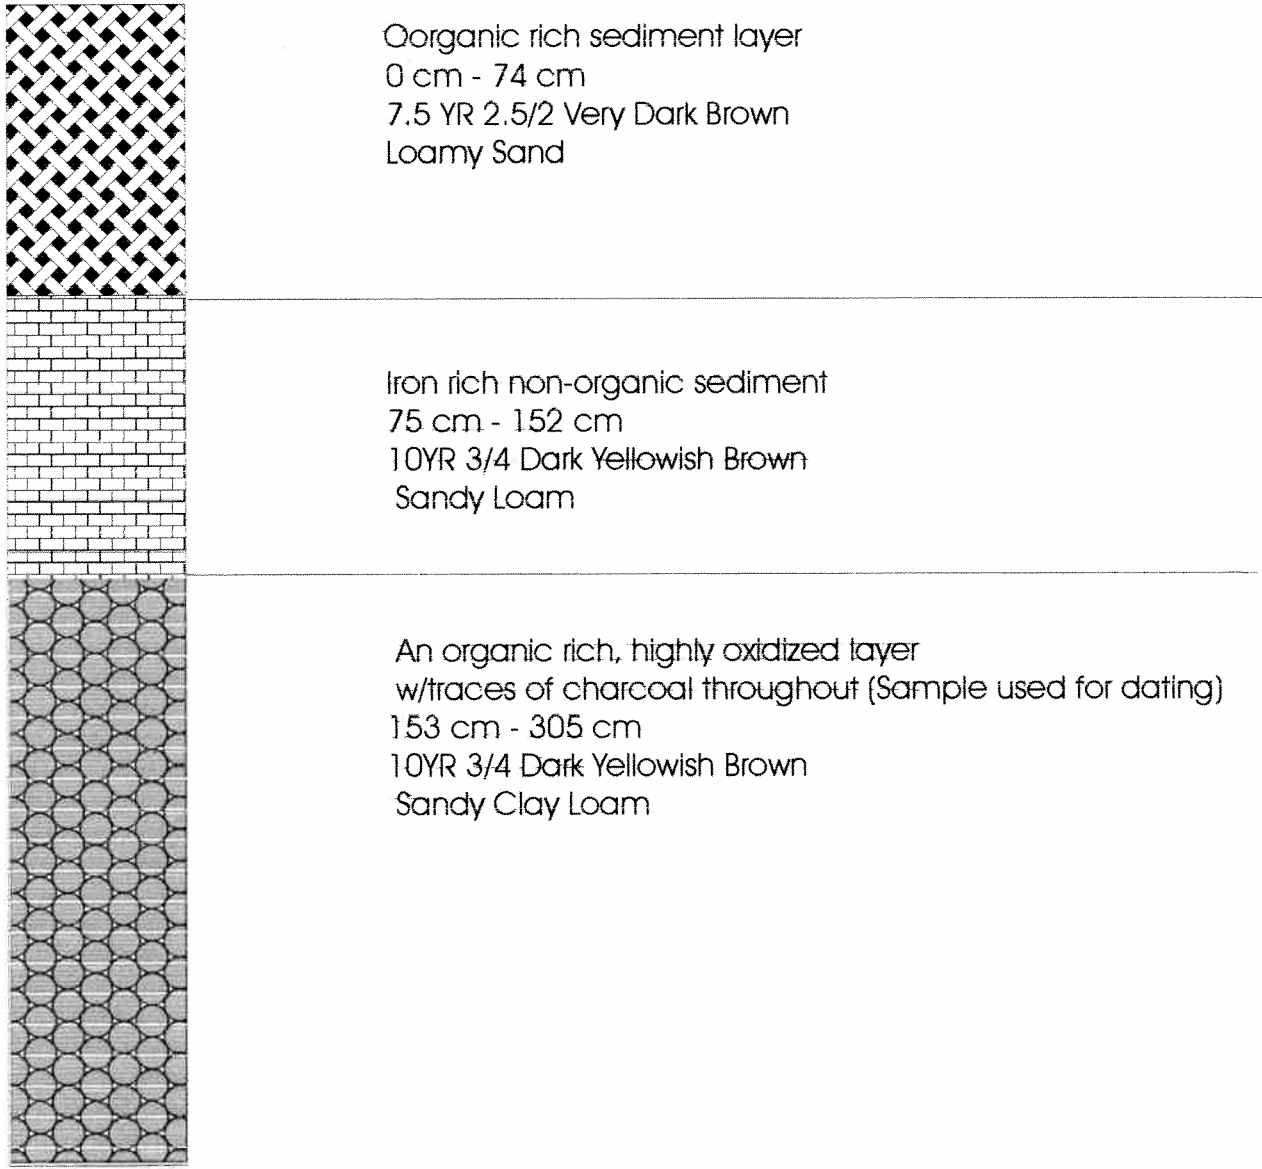 Oorganic rich sediment layer
0 cm - 74 cm
7.5 YR 2.5/2 Very Dark Brown
Loamy Sand
Iron rich non-organic sediment
75 cm - 152 cm
10YR 3/4 Dark Yellowish Brown
Sandy Loam
An organic rich, highly oxidized layer
w/traces of charcoal throughout (Sample used for dating)
153 cm - 305 cm
10YR 3/4 Dark Yellowish Brown
Sandy Clay Loam